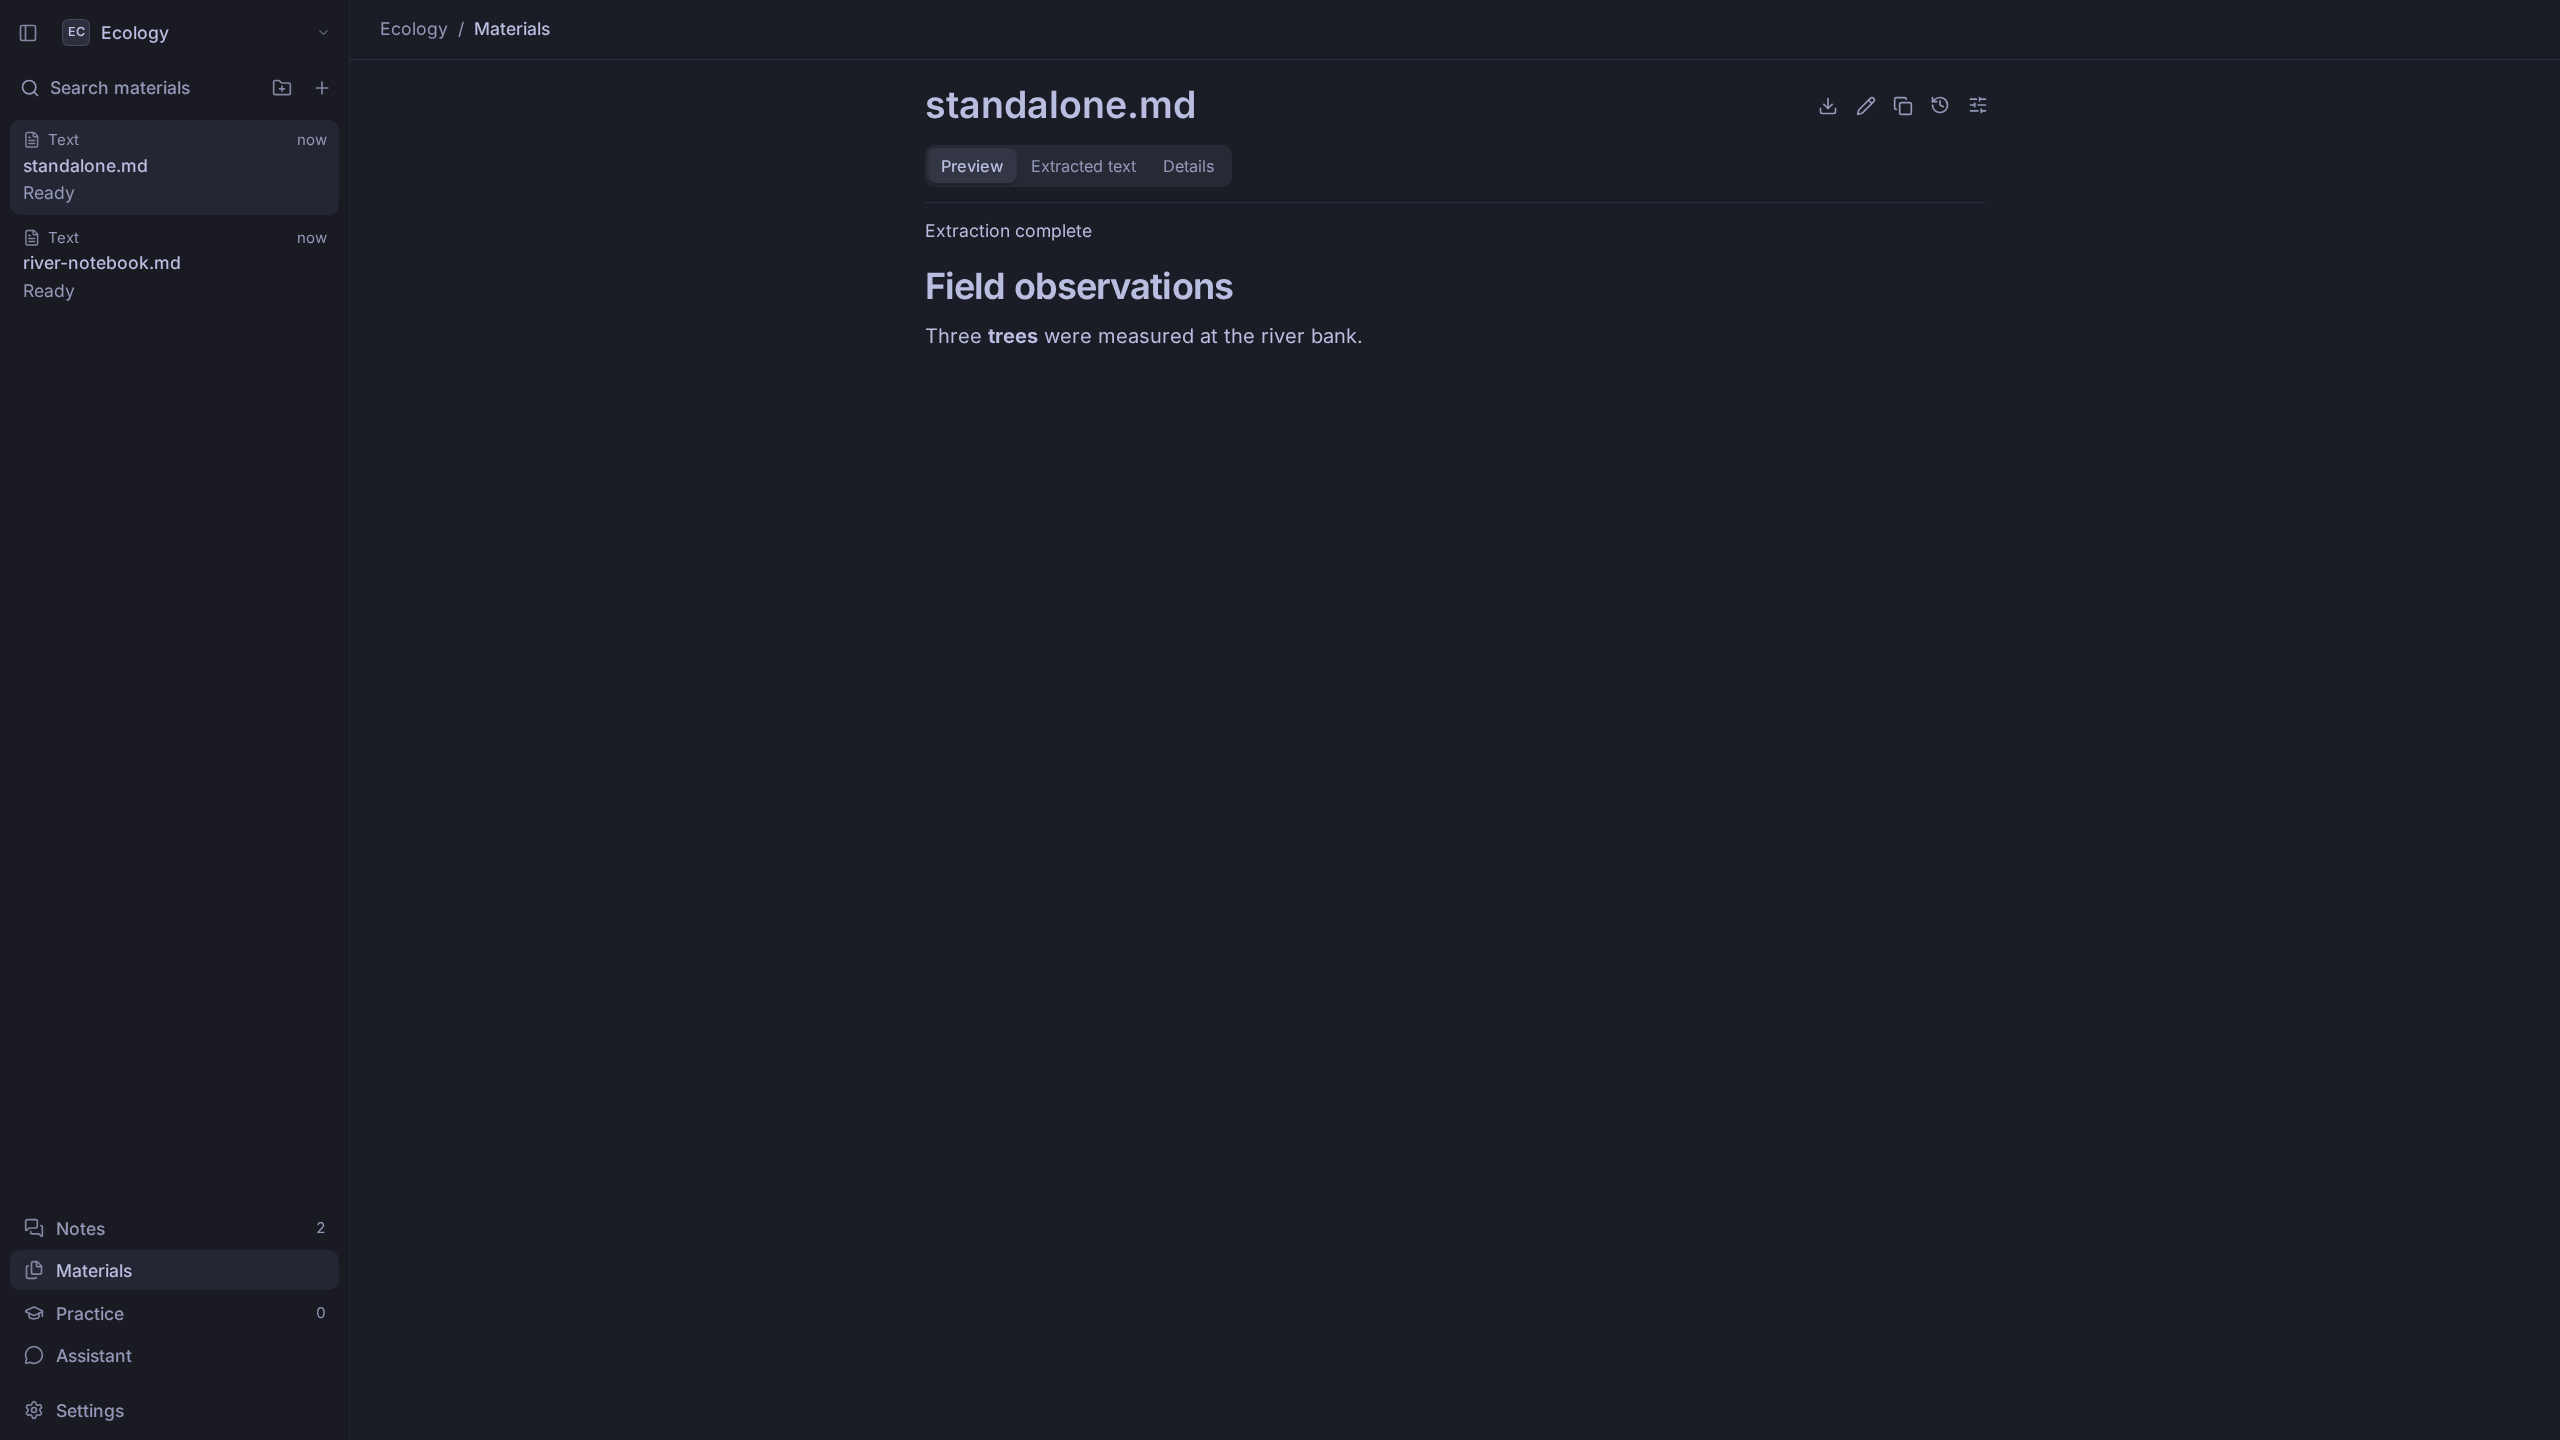 EC Ecology
Search materials
Text now
standalone.md
Ready
Text now
river-notebook.md
Ready
Notes 2
Materials
Practice 0
Assistant
Settings
Ecology / Materials
standalone.md
Preview Extracted text Details
Extraction complete
Field observations
Three trees were measured at the river bank.